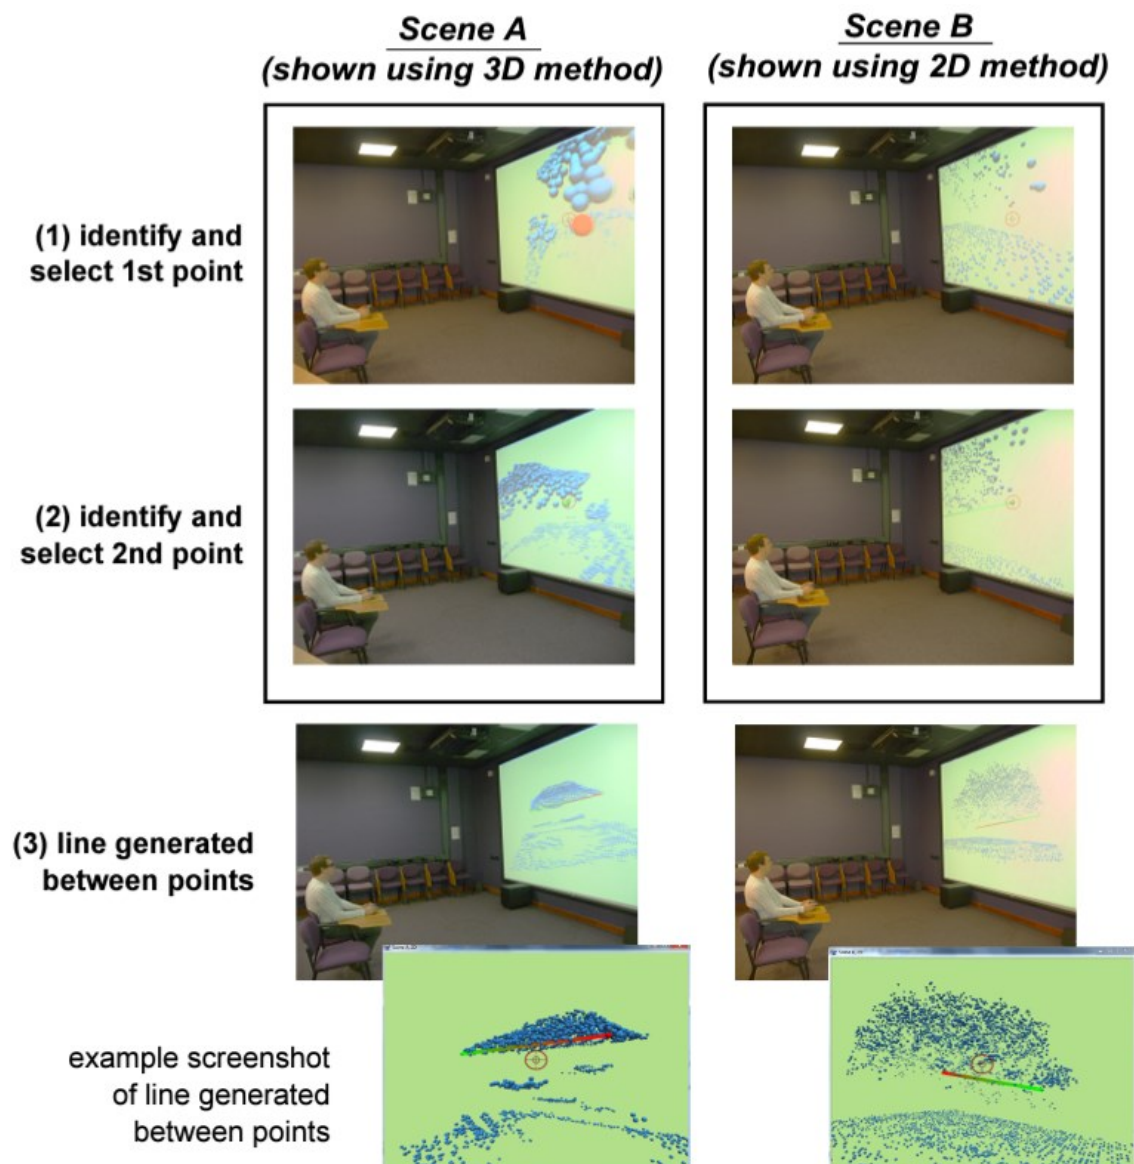 Scene A
(shown using 3D method)
Scene B
(shown using 2D method)
(1) identify and
select 1st point
(2) identify and
select 2nd point
(3) line generated
between points
example screenshot
of line generated
between points